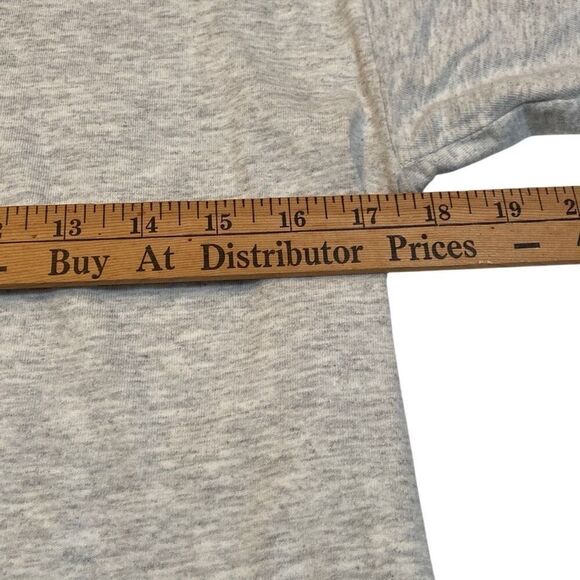 13 14 15 16 17 18 19
– Buy At Distributor Prices –